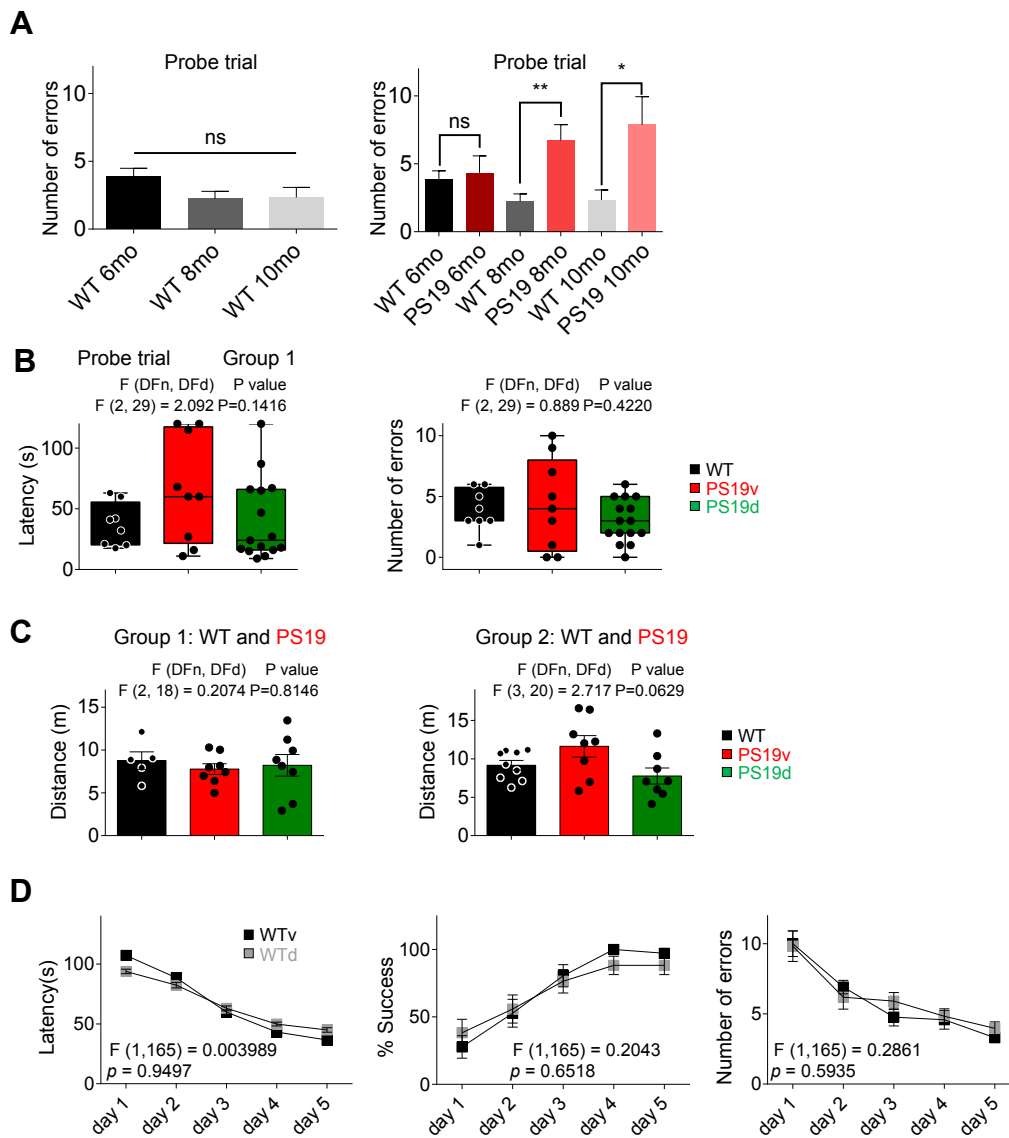 A
Probe trial
Number of errors
10
5
0
ns
WT 6mo
WT 8mo
WT 10mo
Probe trial
Number of errors
10
5
0
ns
**
*
WT 6mo
PS19 6mo
WT 8mo
PS19 8mo
WT 10mo
PS19 10mo
B
Probe trial
Group 1
F (DFn, DFd) P value
F (2, 29) = 2.092 P=0.1416
Latency (s)
100
50
0
F (DFn, DFd) P value
F (2, 29) = 0.889 P=0.4220
Number of errors
10
5
0
WT
PS19v
PS19d
C
Group 1: WT and PS19
F (DFn, DFd) P value
F (2, 18) = 0.2074 P=0.8146
Distance (m)
15
10
5
0
Group 2: WT and PS19
F (DFn, DFd) P value
F (3, 20) = 2.717 P=0.0629
Distance (m)
15
10
5
0
WT
PS19v
PS19d
D
Latency(s)
100
50
0
WTv
WTd
F (1,165) = 0.003989
p = 0.9497
day 1
day 2
day 3
day 4
day 5
% Success
100
50
0
F (1,165) = 0.2043
p = 0.6518
day 1
day 2
day 3
day 4
day 5
Number of errors
10
5
0
F (1,165) = 0.2861
p = 0.5935
day 1
day 2
day 3
day 4
day 5